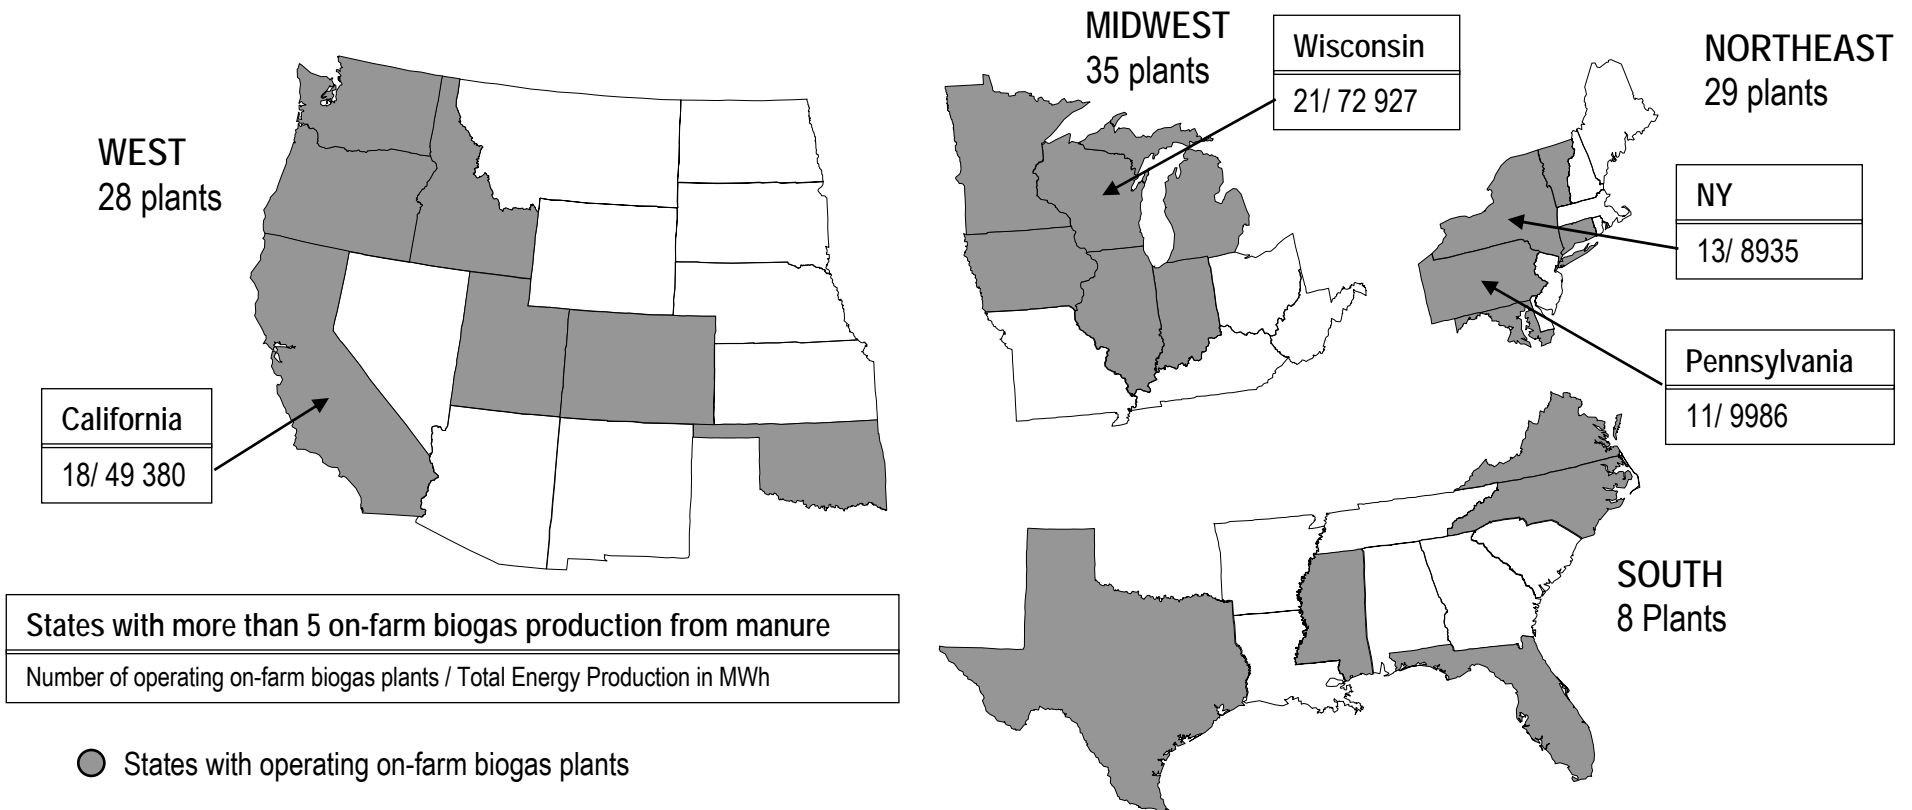 WEST
28 plants
California
18/ 49 380
MIDWEST
35 plants
Wisconsin
21/ 72 927
NORTHEAST
29 plants
NY
13/ 8935
Pennsylvania
11/ 9986
SOUTH
8 Plants
States with more than 5 on-farm biogas production from manure
Number of operating on-farm biogas plants / Total Energy Production in MWh
States with operating on-farm biogas plants